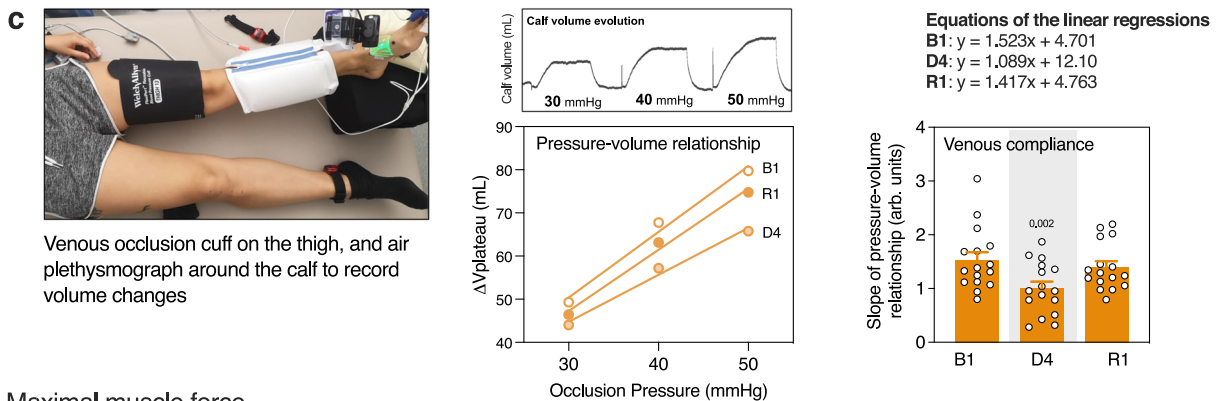 c
WelchAllyn
Venous occlusion cuff on the thigh, and air
plethysmograph around the calf to record
volume changes
Calf volume evolution
Calf volume (mL)
30 mmHg
40 mmHg
50 mmHg
Pressure-volume relationship
ΔVplateau (mL)
90
80
70
60
50
40
B1
R1
D4
30
40
50
Occlusion Pressure (mmHg)
Equations of the linear regressions
B1: y = 1.523x + 4.701
D4: y = 1.089x + 12.10
R1: y = 1.417x + 4.763
Venous compliance
Slope of pressure-volume
relationship (arb. units)
4
3
2
1
0
0.002
B1
D4
R1